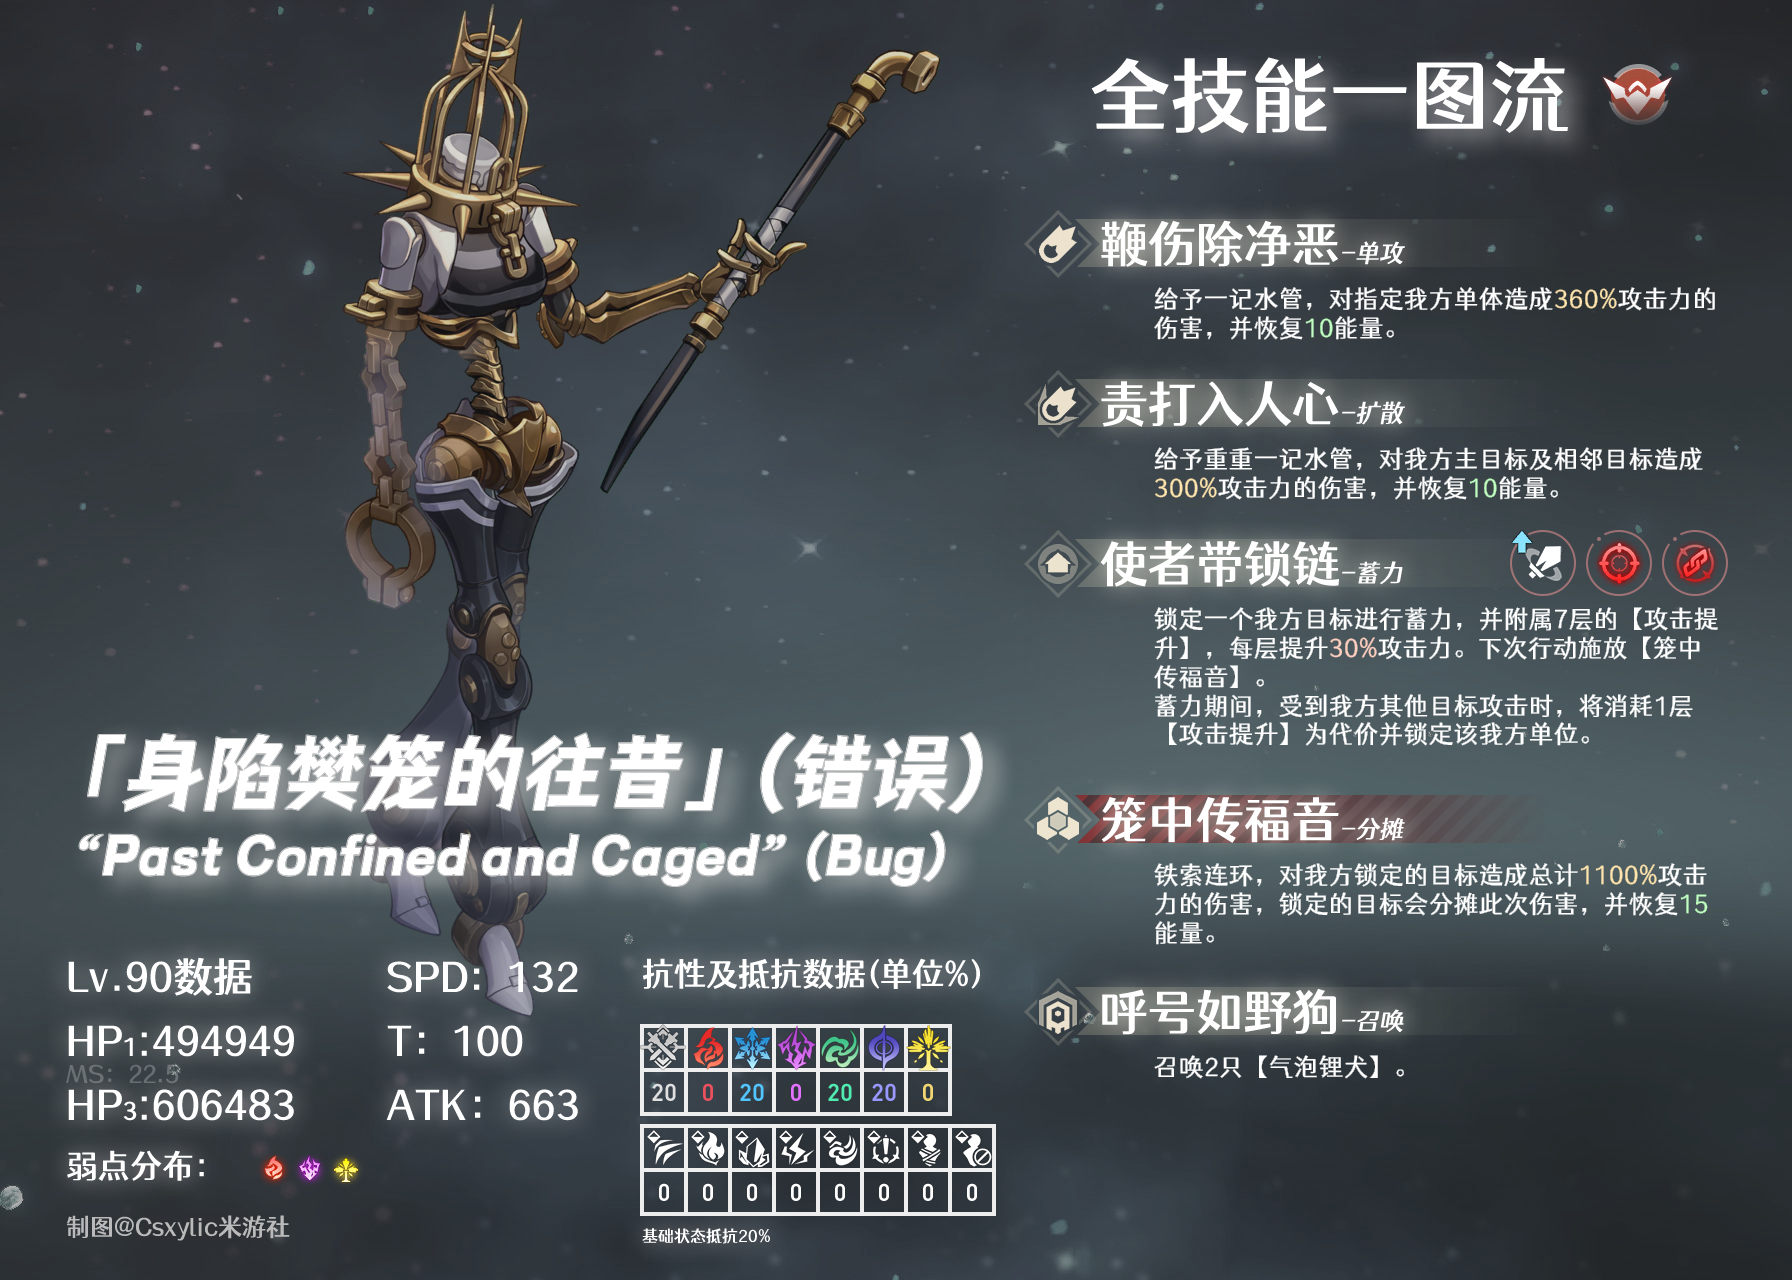 全技能一图流
鞭伤除净恶-单攻
给予一记水管，对指定我方单体造成360%攻击力的
伤害，并恢复10能量。
责打入人心-扩散
给予重重一记水管，对我方主目标及相邻目标造成
300%攻击力的伤害，并恢复10能量。
使者带锁链-蓄力
锁定一个我方目标进行蓄力，并附属7层的【攻击提
升】，每层提升30%攻击力。下次行动施放【笼中
传福音】。
蓄力期间，受到我方其他目标攻击时，将消耗1层
【攻击提升】为代价并锁定该我方单位。
笼中传福音-分摊
铁索连环，对我方锁定的目标造成总计1100%攻击
力的伤害，锁定的目标会分摊此次伤害，并恢复15
能量。
呼号如野狗-召唤
召唤2只【气泡锂犬】。
「身陷樊笼的往昔」（错误）
“Past Confined and Caged” (Bug)
Lv.90数据 SPD: 132
HP1:494949 T: 100
MS: 22.5
HP3:606483 ATK: 663
弱点分布:
制图@Csxylic米游社
抗性及抵抗数据(单位%)
20 0 20 0 20 20 0
0 0 0 0 0 0 0 0
基础状态抵抗20%